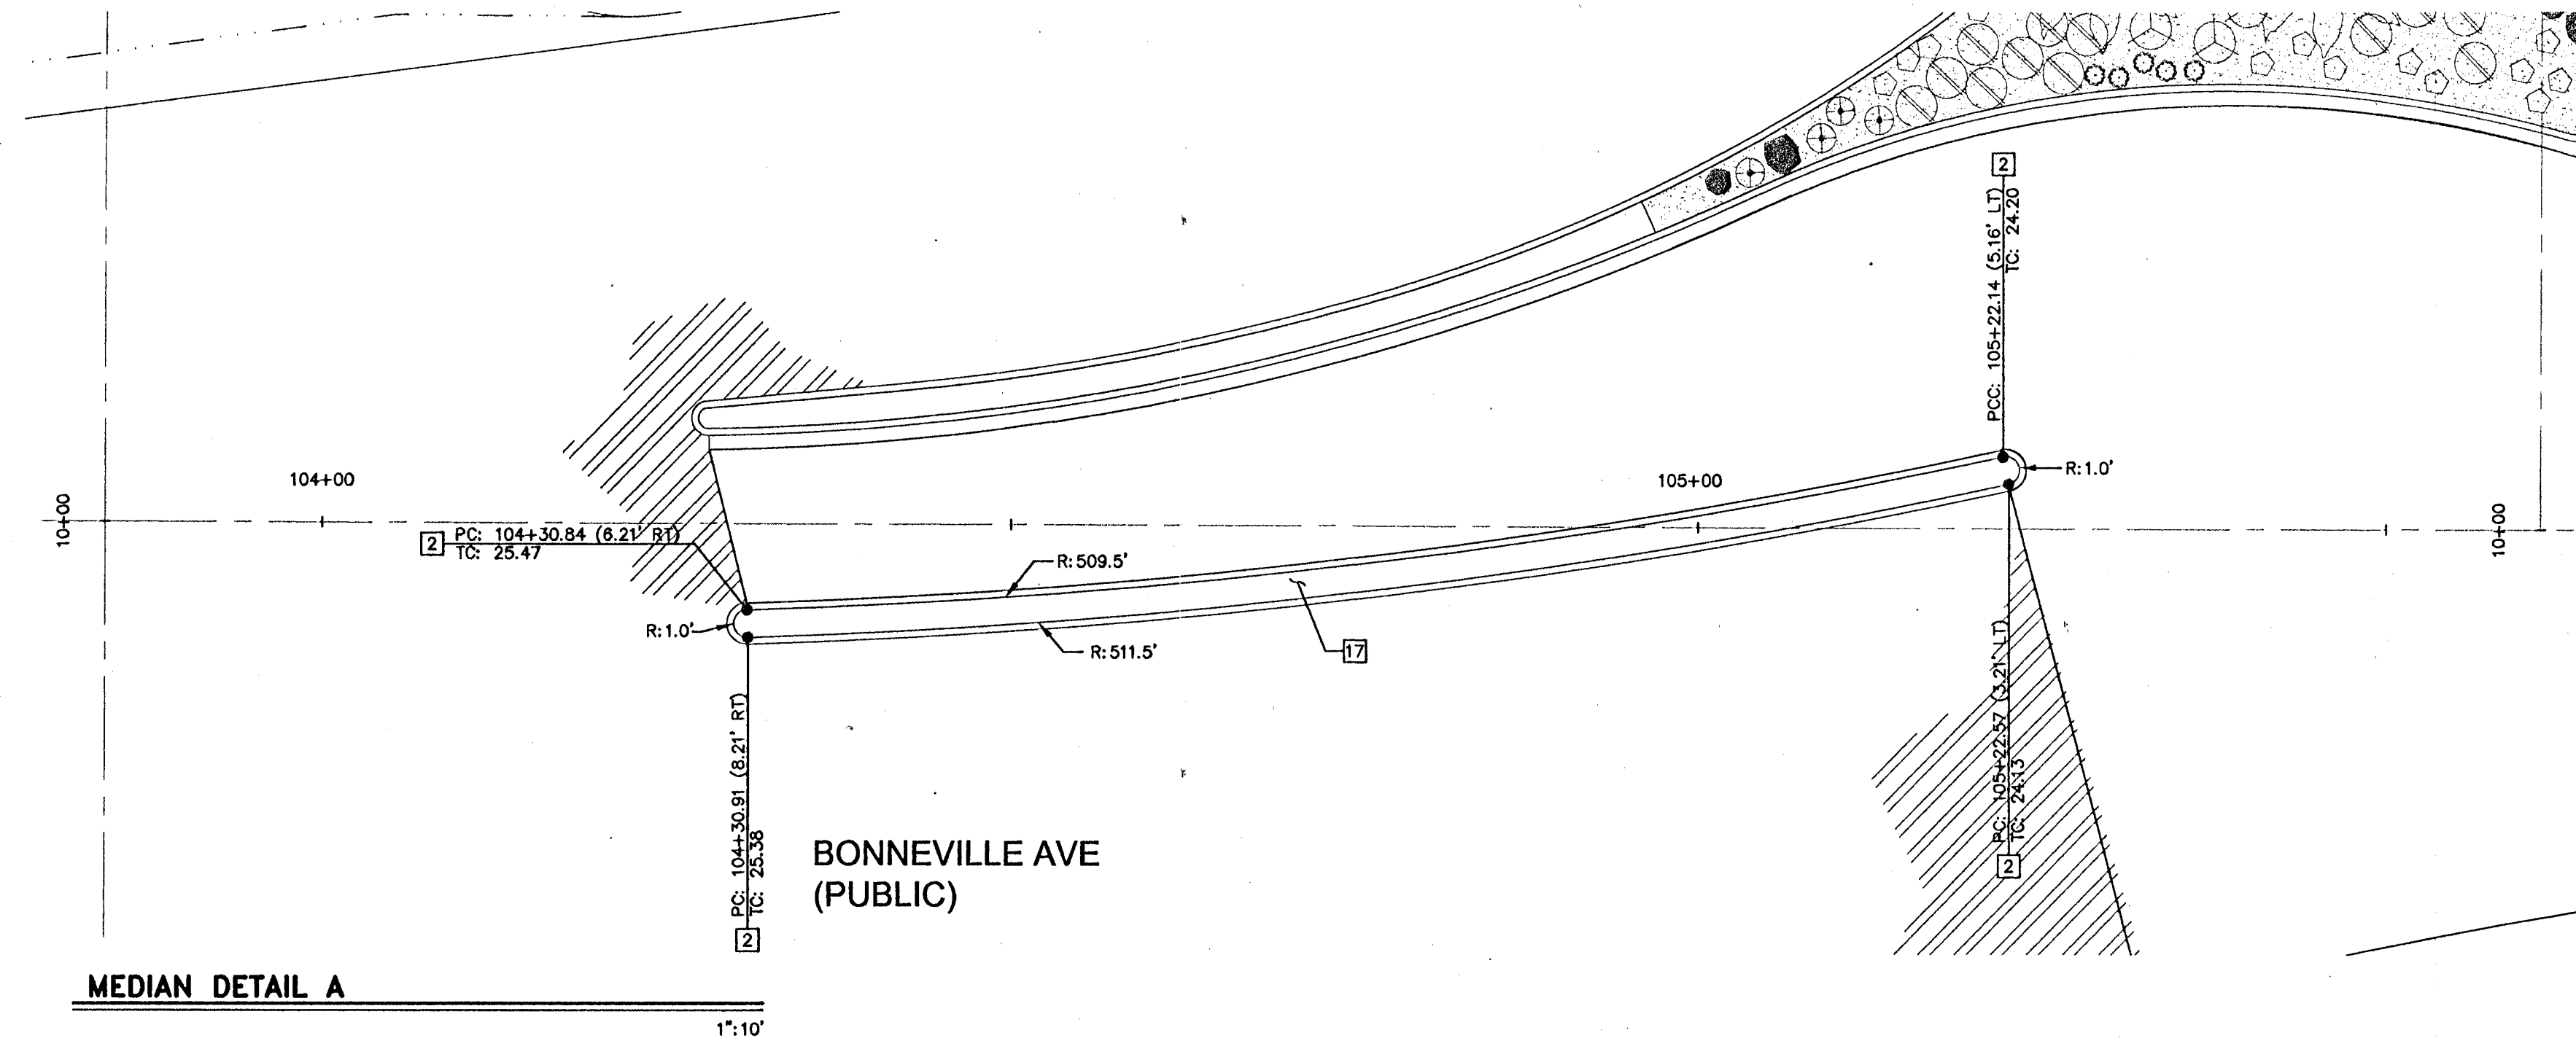 2
PCC: 105+22.14 (5.16' LT)
TC: 24.20
104+00
105+00
R:1.0'
10+00
10+00
2
PC: 104+30.84 (6.21' RT)
TC: 25.47
R:509.5'
R:1.0'
R:511.5'
17
PC: 104+30.91 (8.21' RT)
TC: 25.38
2
PC: 105+22.57 (3.21' LT)
TC: 24.13
2
BONNEVILLE AVE
(PUBLIC)
MEDIAN DETAIL A
1":10'